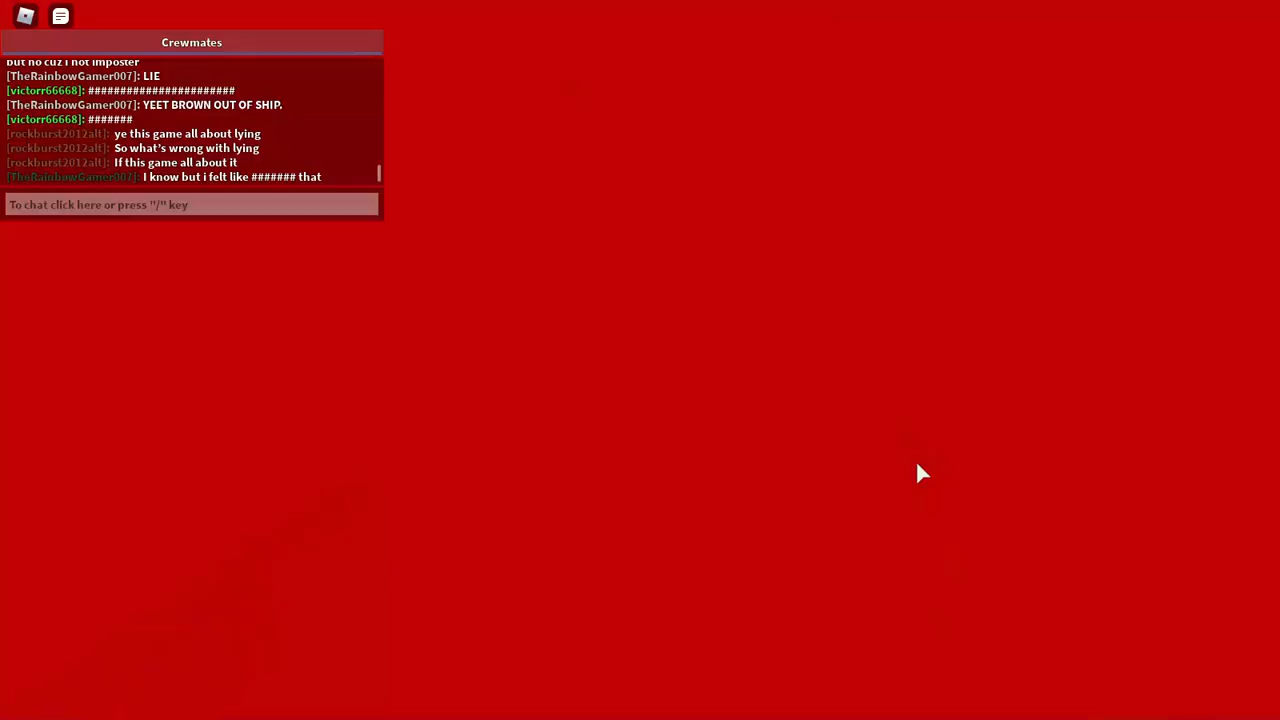 Crewmates
but no cuz i not imposter
[TheRainbowGamer007]: LIE
[victorr66668]: #######################
[TheRainbowGamer007]: YEET BROWN OUT OF SHIP.
[victorr66668]: #######
[rockburst2012alt]: ye this game all about lying
[rockburst2012alt]: So what's wrong with lying
[rockburst2012alt]: If this game all about it
[TheRainbowGamer007]: I know but i felt like ####### that
To chat click here or press "/" key